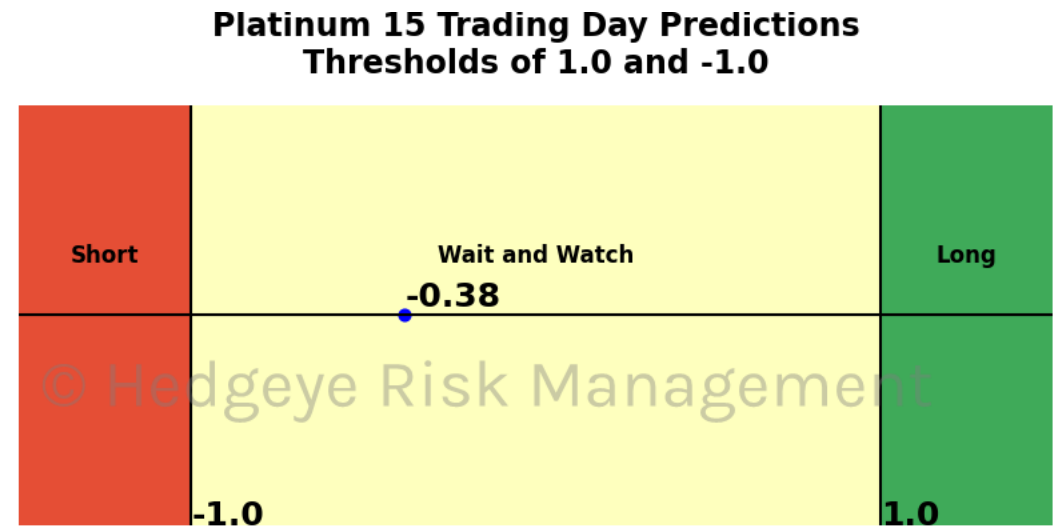 Platinum 15 Trading Day Predictions
Thresholds of 1.0 and -1.0
Short
Wait and Watch
Long
-0.38
© Hedgeye Risk Management
-1.0
1.0